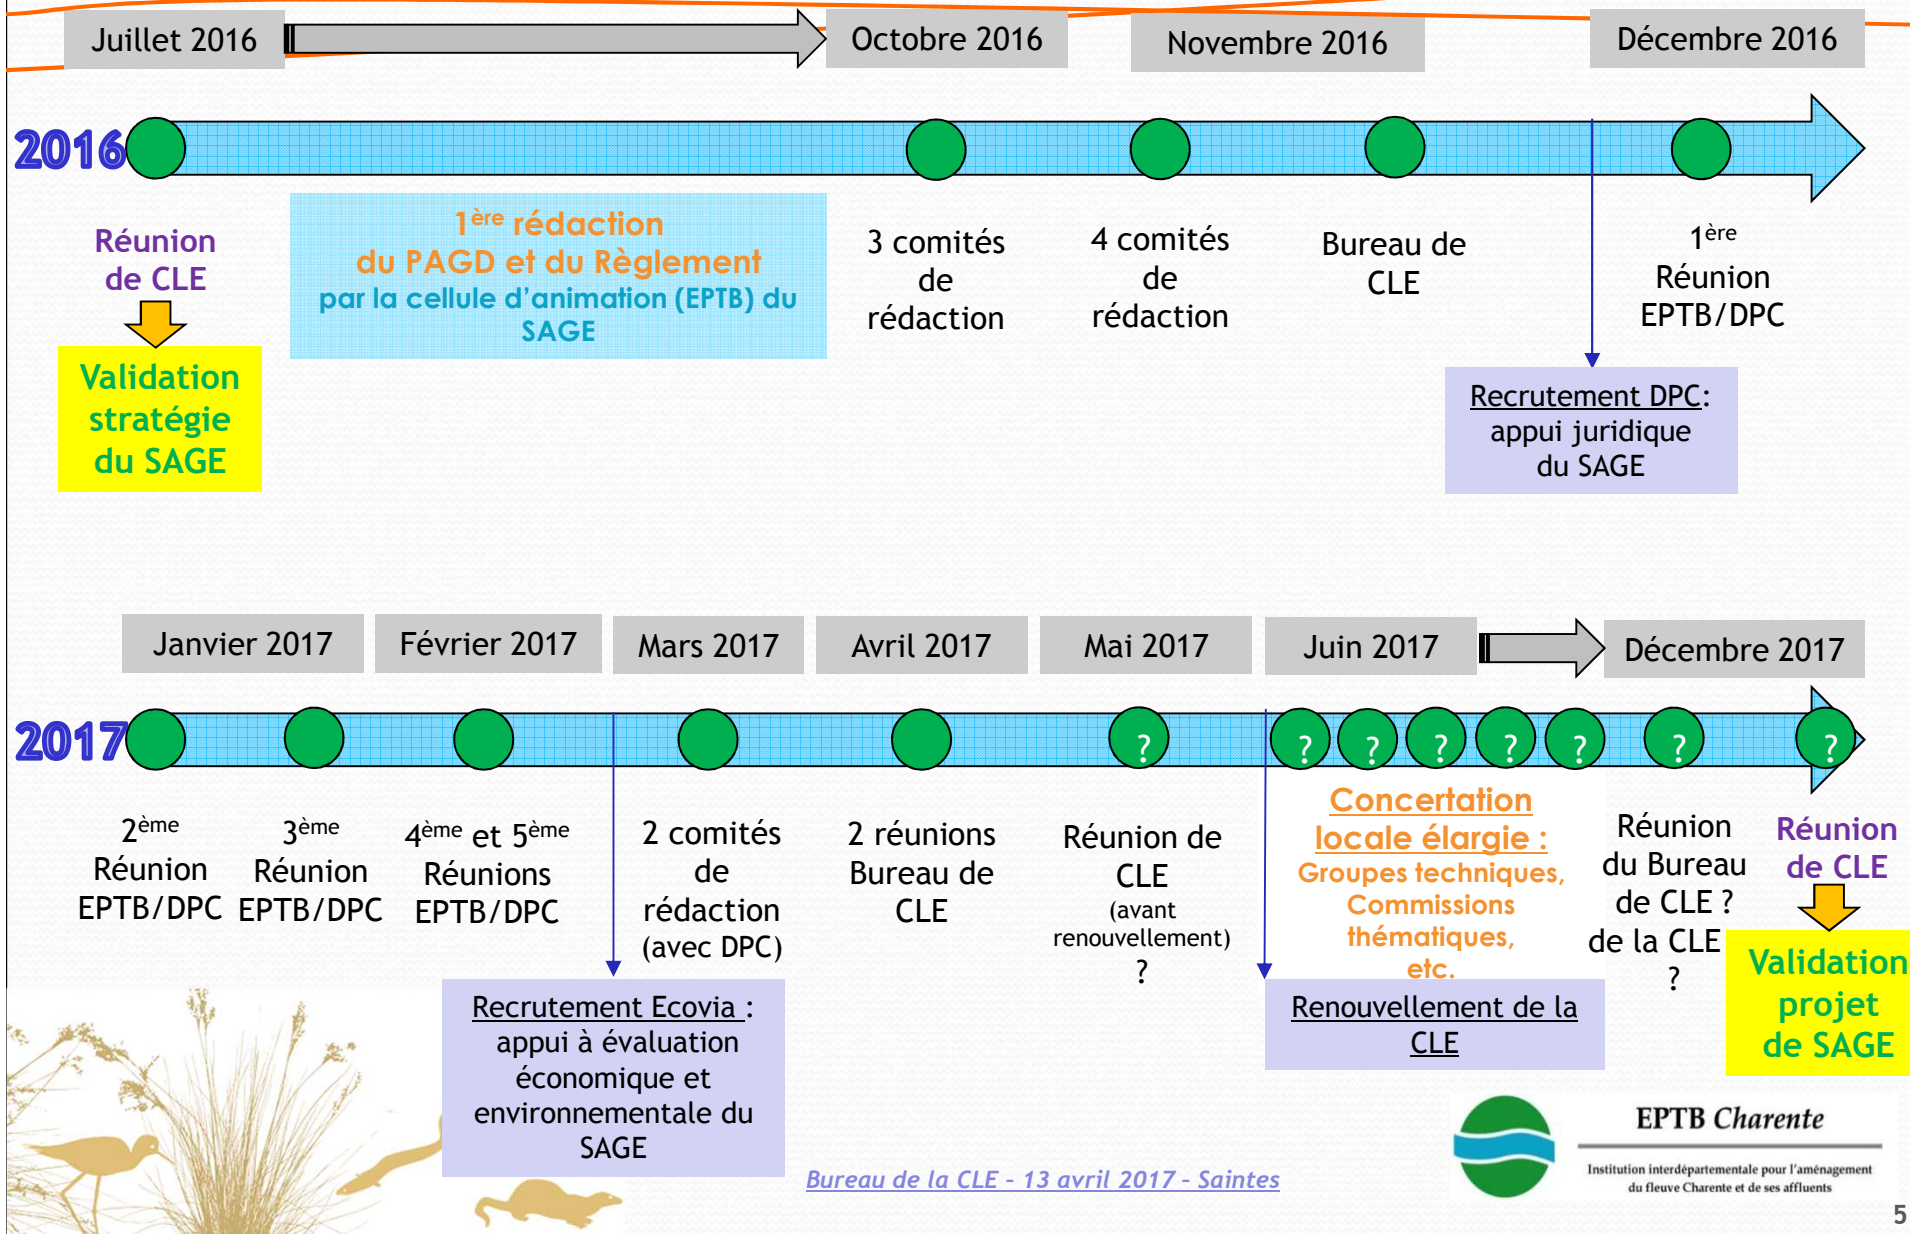 Juillet 2016
Octobre 2016
Novembre 2016
Décembre 2016
2016
Réunion
de CLE
Validation
stratégie
du SAGE
1ère rédaction
du PAGD et du Règlement
par la cellule d'animation (EPTB) du
SAGE
3 comités
de
rédaction
4 comités
de
rédaction
Bureau de
CLE
1ère
Réunion
EPTB/DPC
Recrutement DPC:
appui juridique
du SAGE
Janvier 2017
Février 2017
Mars 2017
Avril 2017
Mai 2017
Juin 2017
Décembre 2017
2017
?
?
?
?
?
?
?
?
2ème
Réunion
EPTB/DPC
3ème
Réunion
EPTB/DPC
4ème et 5ème
Réunions
EPTB/DPC
2 comités
de
rédaction
(avec DPC)
2 réunions
Bureau de
CLE
Réunion de
CLE
(avant
renouvellement)
?
Concertation
locale élargie :
Groupes techniques,
Commissions
thématiques,
etc.
Réunion
du Bureau
de CLE ?
de la CLE
?
Réunion
de CLE
Validation
projet
de SAGE
Recrutement Ecovia :
appui à évaluation
économique et
environnementale du
SAGE
Renouvellement de la
CLE
Bureau de la CLE – 13 avril 2017 – Saintes
EPTB Charente
Institution interdépartementale pour l'aménagement
du fleuve Charente et de ses affluents
5